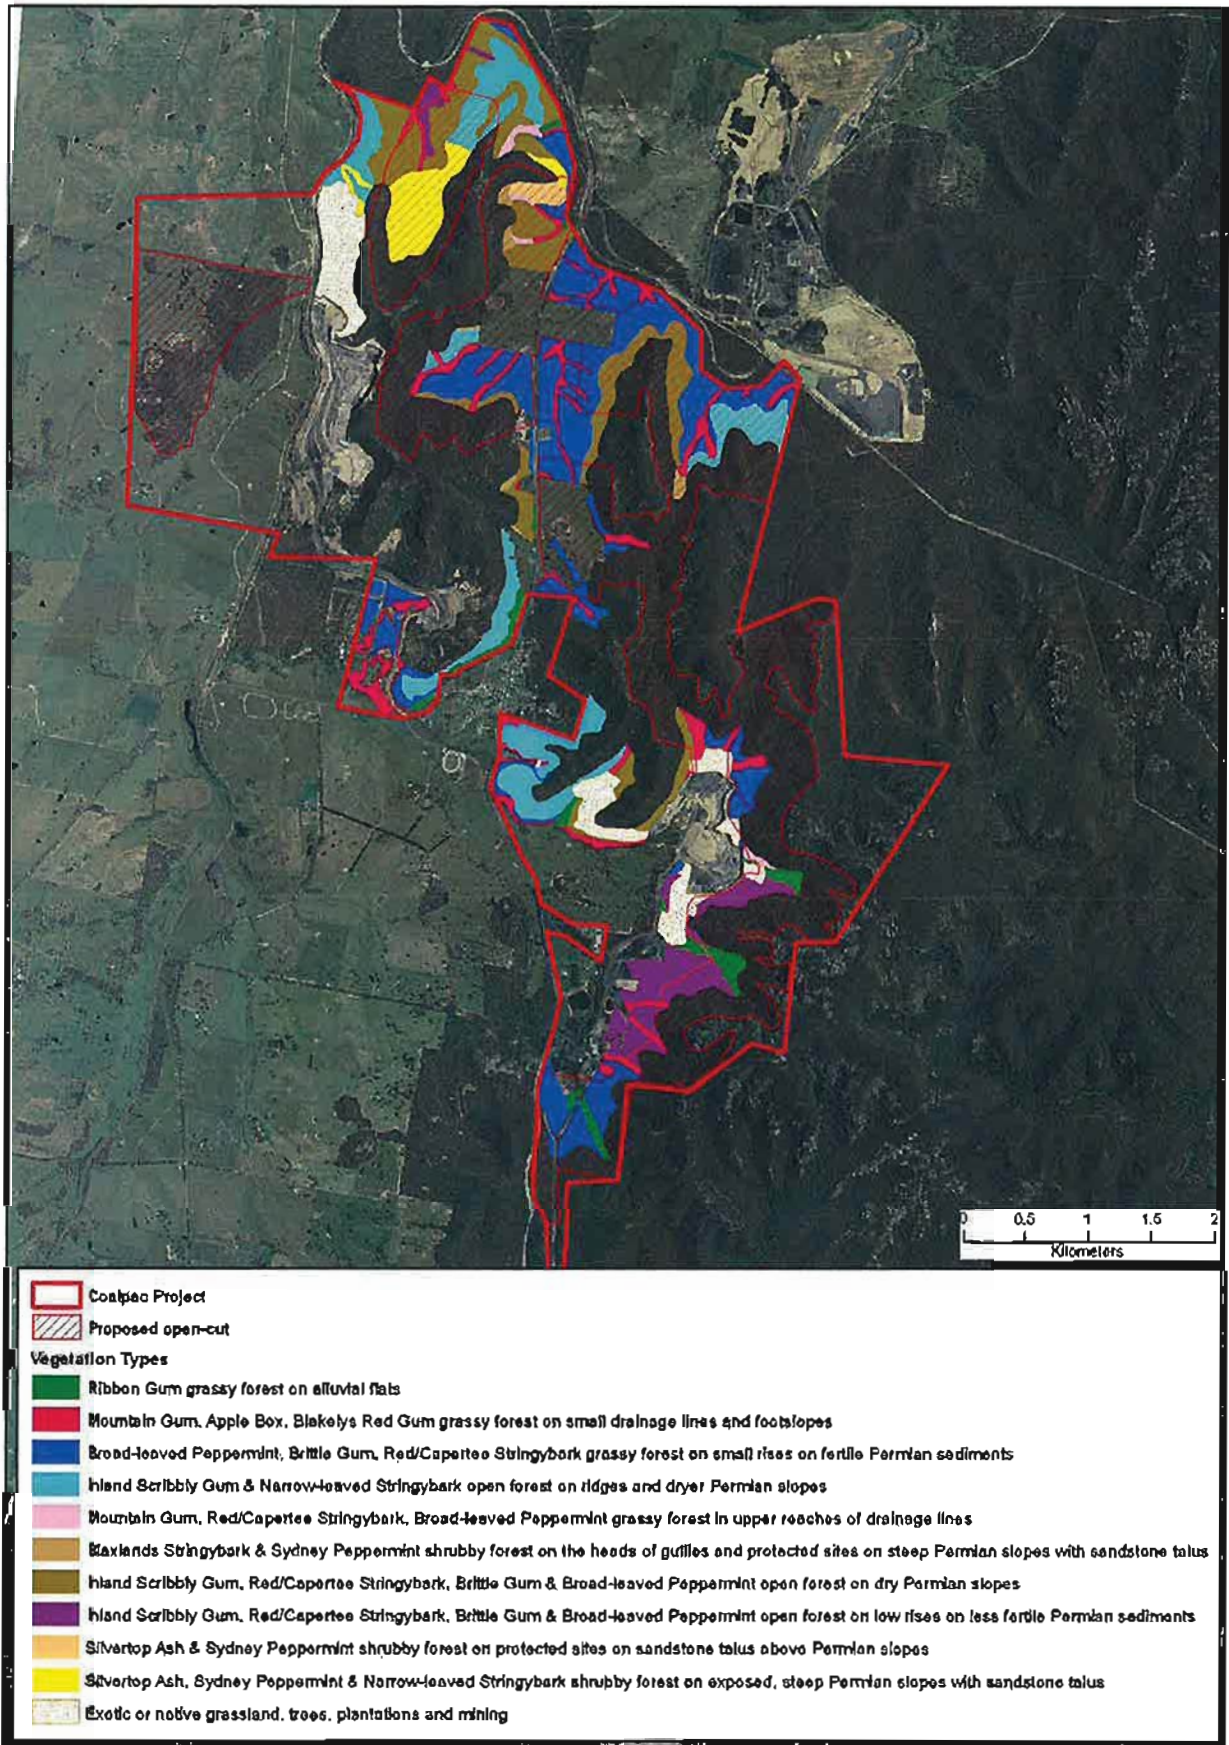 0 0.5 1 1.5 2
Kilometers
Coalpac Project
Proposed open-cut
Vegetation Types
Ribbon Gum grassy forest on alluvial flats
Mountain Gum, Apple Box, Blakelys Red Gum grassy forest on small drainage lines and footslopes
Broad-leaved Peppermint, Brittle Gum, Red/Capertee Stringybark grassy forest on small rises on fertile Permian sediments
Inland Scribbly Gum & Narrow-leaved Stringybark open forest on ridges and dryer Permian slopes
Mountain Gum, Red/Capertee Stringybark, Broad-leaved Peppermint grassy forest in upper reaches of drainage lines
Stringybark & Sydney Peppermint shrubby forest on the heads of gullies and protected sites on steep Permian slopes with sandstone talus
Inland Scribbly Gum, Red/Capertee Stringybark, Brittle Gum & Broad-leaved Peppermint open forest on dry Permian slopes
Inland Scribbly Gum, Red/Capertee Stringybark, Brittle Gum & Broad-leaved Peppermint open forest on low rises on less fertile Permian sediments
Silvertop Ash & Sydney Peppermint shrubby forest on protected sites on sandstone talus above Permian slopes
Silvertop Ash, Sydney Peppermint & Narrow-leaved Stringybark shrubby forest on exposed, steep Permian slopes with sandstone talus
Exotic or native grassland, trees, plantations and mining